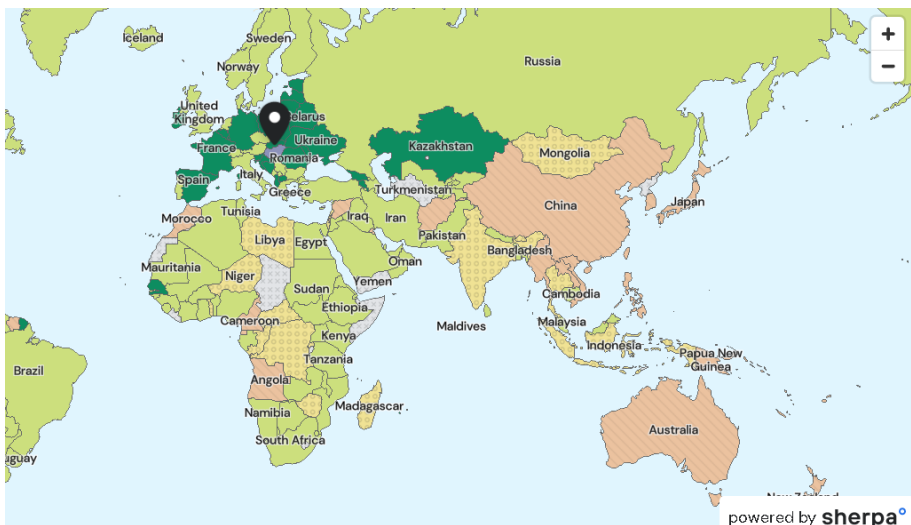 Iceland
Sweden
Norway
Russia
United
Kingdom
Belarus
Ukraine
France
Kazakhstan
Romania
Mongolia
Italy
Spain
Greece
Turkmenistan
China
Japan
Tunisia
Morocco
Iraq
Iran
Pakistan
Libya
Egypt
Bangladesh
Oman
Mauritania
Niger
Yemen
Sudan
Cambodia
Ethiopia
Cameroon
Maldives
Malaysia
Kenya
Indonesia
Tanzania
Papua New
Guinea
Brazil
Angola
Madagascar
Namibia
Australia
South Africa
uguay
powered by sherpa°